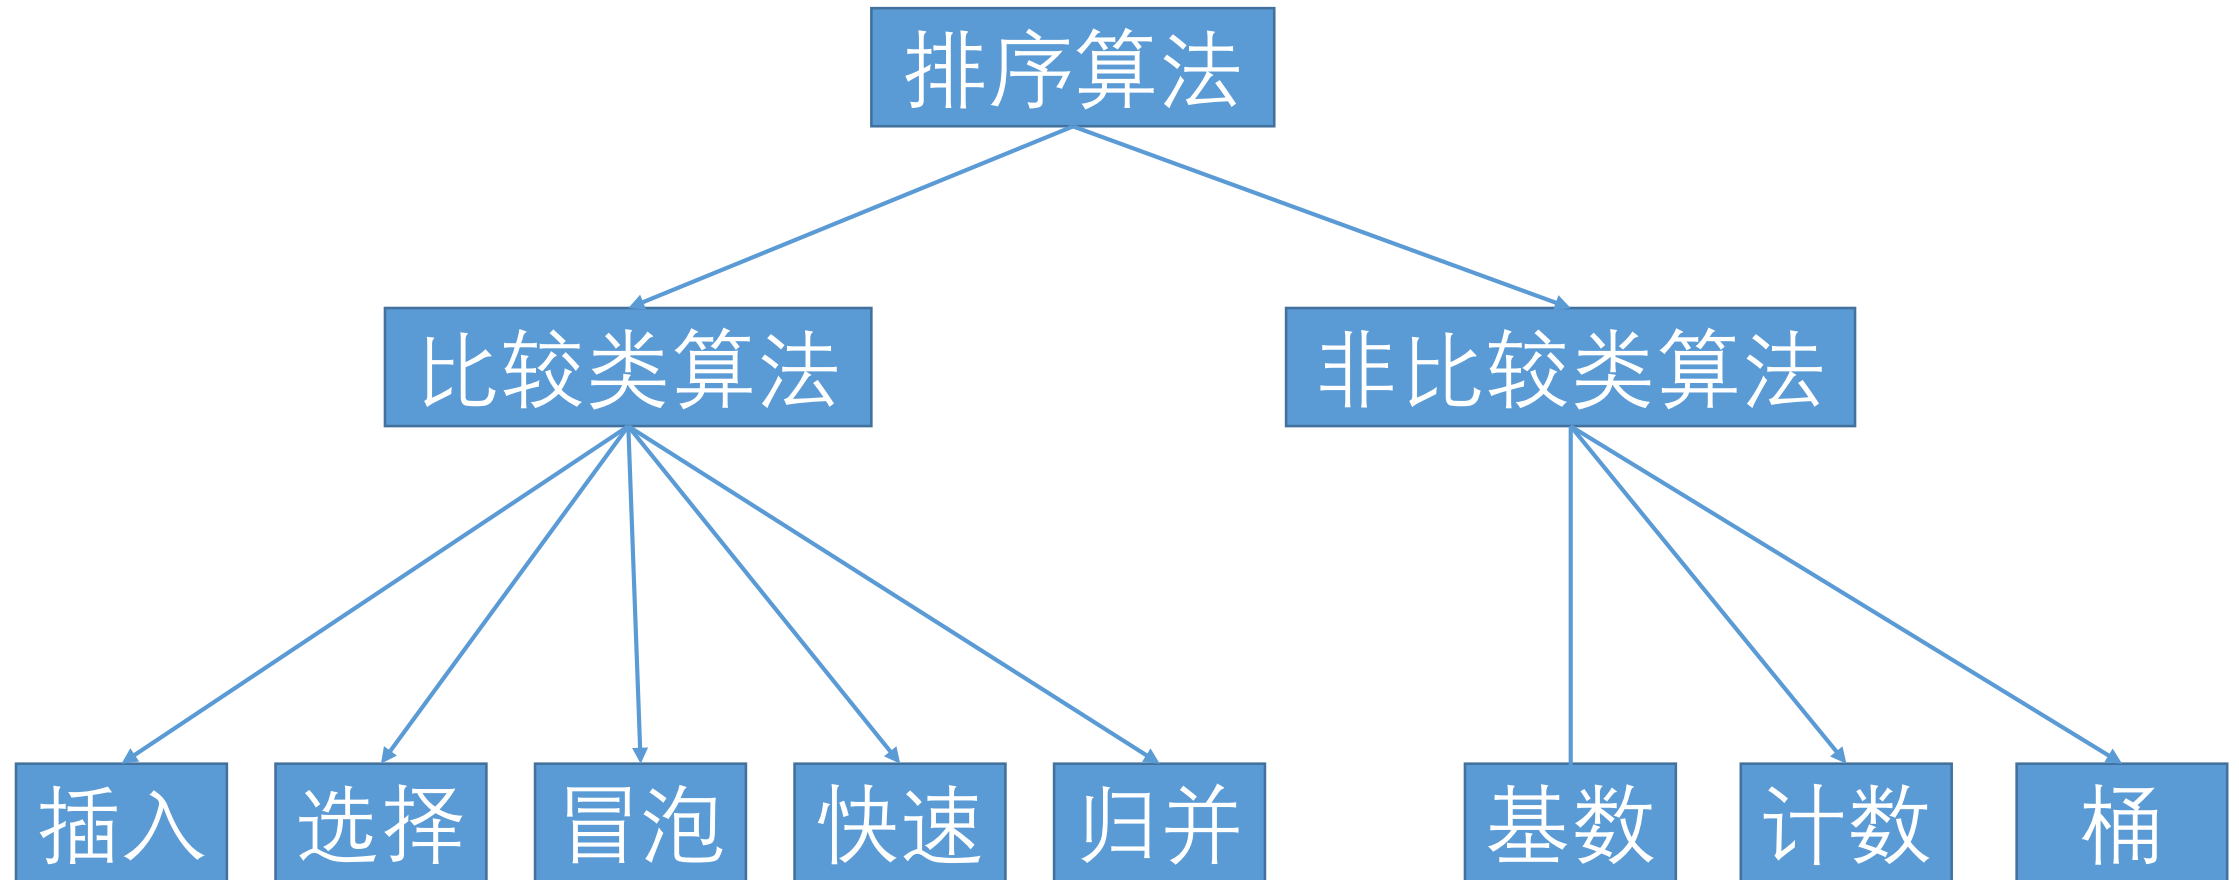 排序算法
比较类算法
非比较类算法
插入
选择
冒泡
快速
归并
基数
计数
桶